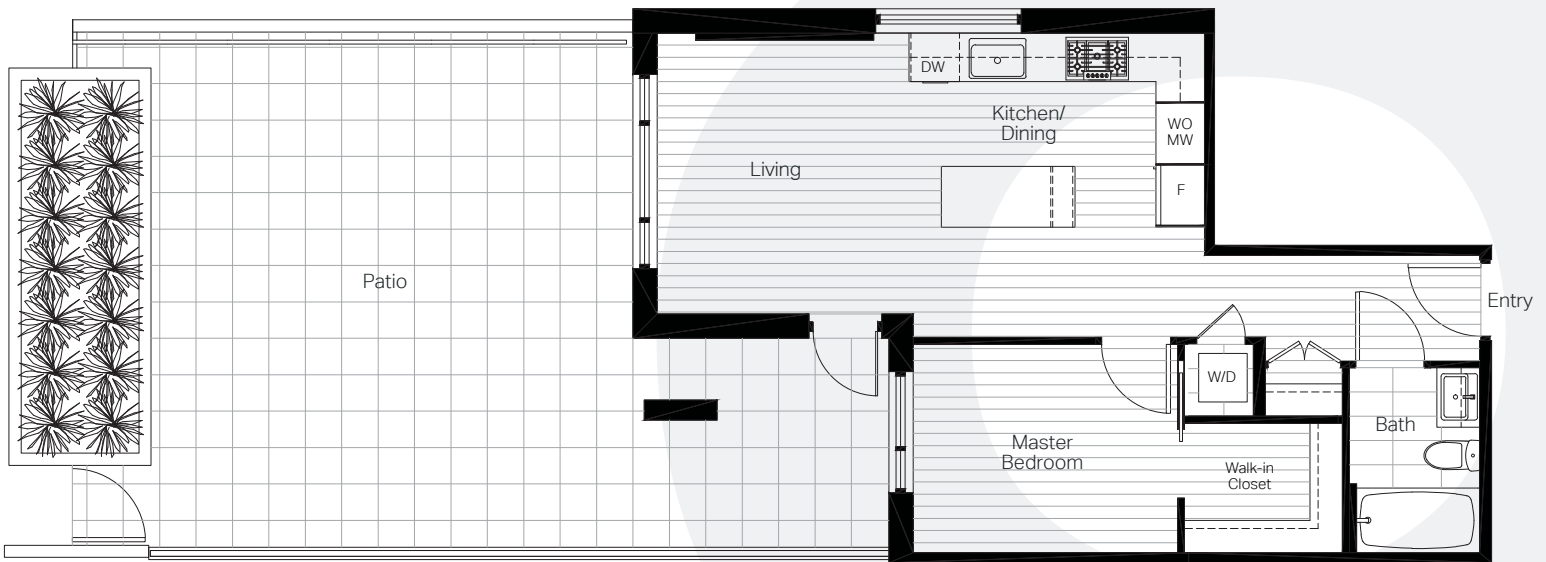 DW
Kitchen/
Dining
WO
MW
Living
F
Patio
Entry
W/D
Bath
Master
Bedroom
Walk-in
Closet